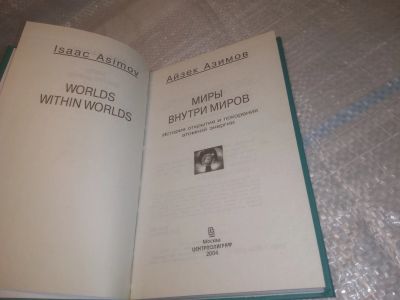 Isaac Asimov
WORLDS
WITHIN WORLDS
Айзек Азимов
МИРЫ
ВНУТРИ МИРОВ
История открытия и покорения
атомной энергии
Москва
ЦЕНТРПОЛИГРАФ
2004